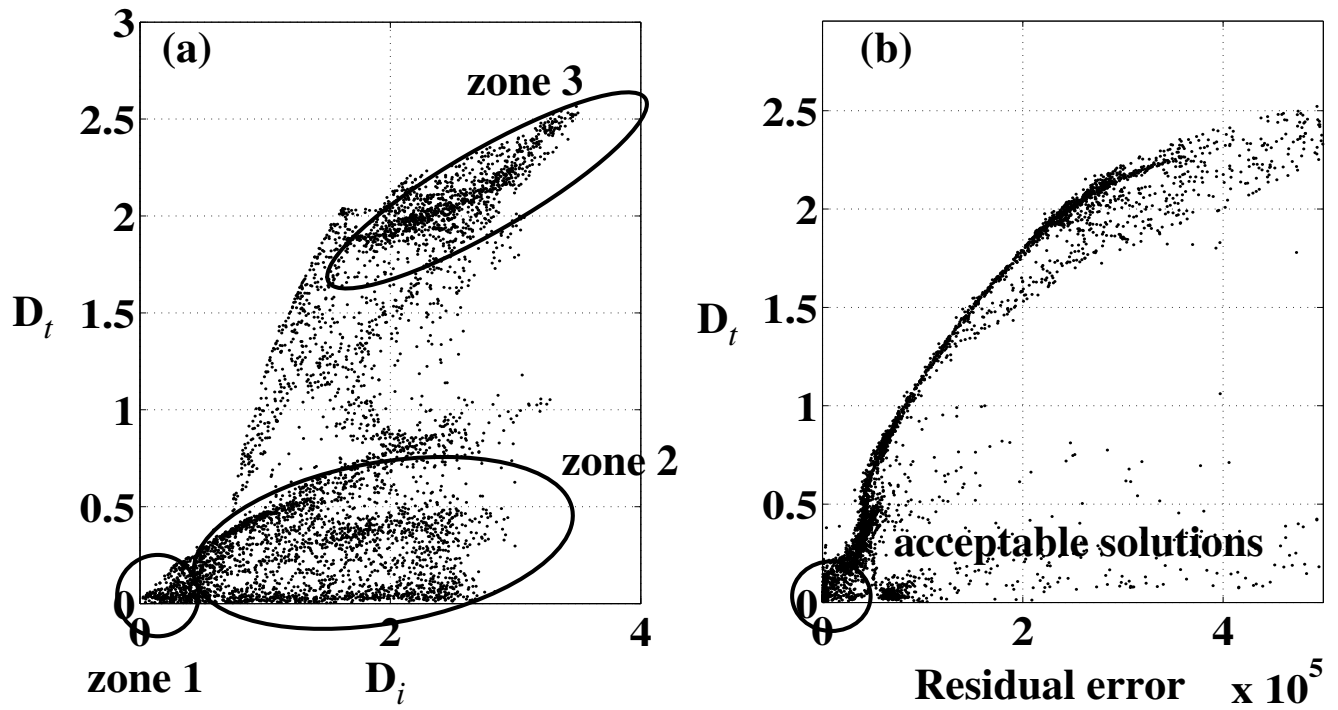 (a)
zone 3
3
2.5
2
1.5
1
0.5
0
D_t
zone 2
0
2
4
zone 1
D_i
(b)
2.5
2
1.5
1
0.5
0
D_t
acceptable solutions
0
2
4
Residual error
x 10^5